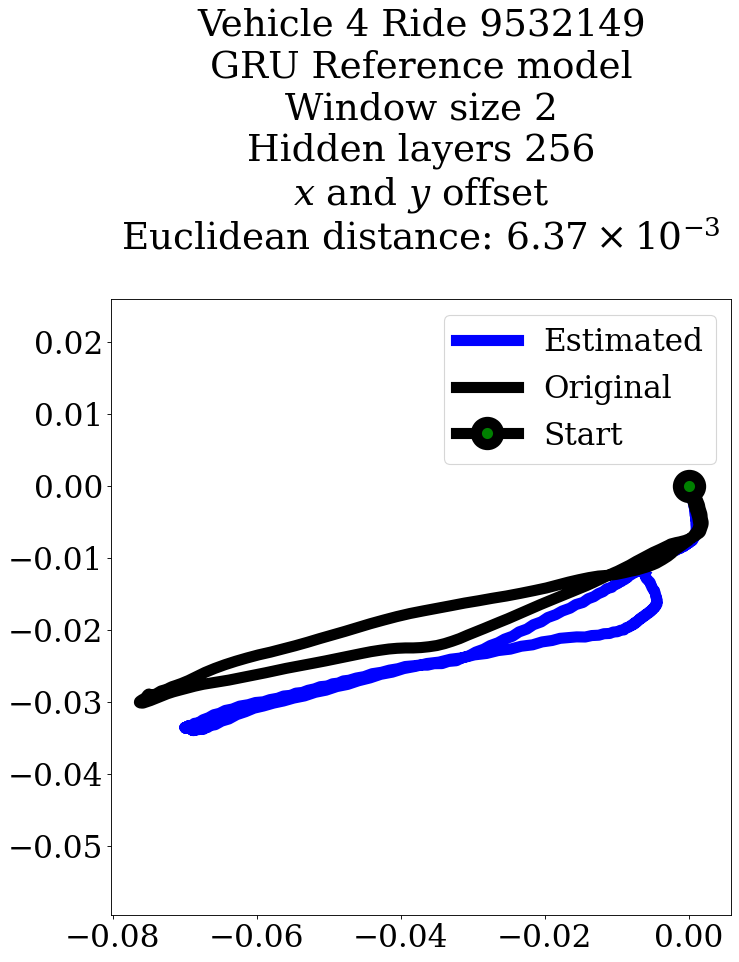 Vehicle 4 Ride 9532149
GRU Reference model
Window size 2
Hidden layers 256
x and y offset
Euclidean distance: 6.37 × 10⁻³
Estimated
Original
Start
0.02
0.01
0.00
−0.01
−0.02
−0.03
−0.04
−0.05
−0.08 −0.06 −0.04 −0.02 0.00